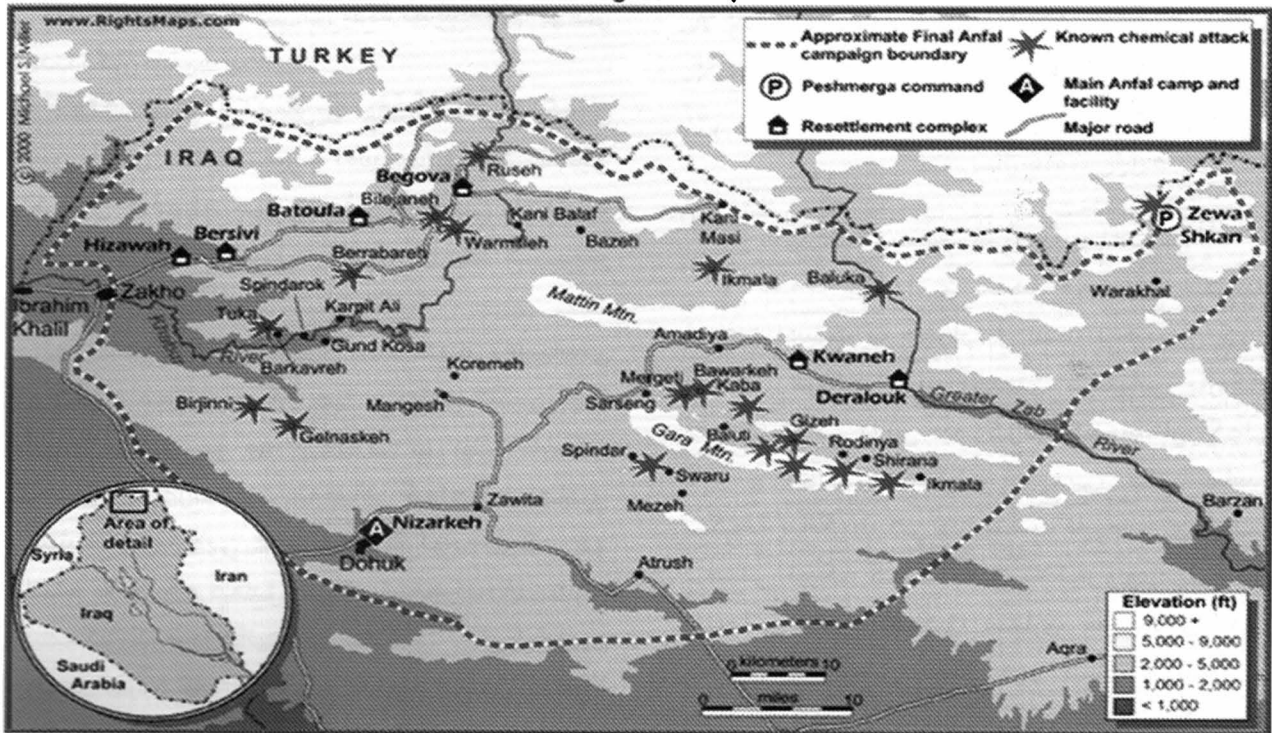 www.RightsMaps.com
© 2000 Michael S. Miller
TURKEY
IRAQ
Approximate Final Anfal
campaign boundary
Known chemical attack
Peshmerga command
Main Anfal camp and
facility
Resettlement complex
Major road
P
A
Ruseh
Begova
Bilejaneh
Batoufa
Kani Balaf
Kani
Masi
Zewa
Shkan
P
Bersivi
Hizawah
Warmileh
Bazeh
Berrabareh
Ikmala
Baluka
Warakhal
Ibrahim
Khalil
Zakho
Spindarok
Karpit Ali
Mattin Mtn.
Tuka
Khabur
River
Gund Kosa
Barkavreh
Amadiya
Kwaneh
Koremeh
Mergeti
Bawarkeh
Kaba
Deralouk
Greater Zab
River
Birjinni
Mangesh
Sarseng
Gizeh
Gelnaskeh
Gara Mtn.
Baluti
Rodinya
Spindar
Shirana
Swaru
Ikmala
Mezeh
Zawita
Barzan
A
Nizarkeh
Dohuk
Atrush
Area of
detail
Syria
Iran
Iraq
Saudi
Arabia
Aqra
0 kilometers 10
0 miles 10
Elevation (ft)
9,000 +
5,000 - 9,000
2,000 - 5,000
1,000 - 2,000
< 1,000